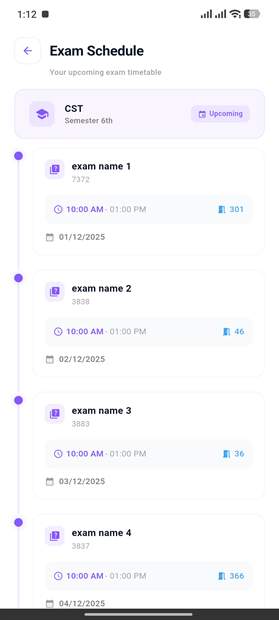 1:12
Exam Schedule
Your upcoming exam timetable
CST
Semester 6th
Upcoming
exam name 1
7372
10:00 AM - 01:00 PM 301
01/12/2025
exam name 2
3838
10:00 AM - 01:00 PM 46
02/12/2025
exam name 3
3883
10:00 AM - 01:00 PM 36
03/12/2025
exam name 4
3837
10:00 AM - 01:00 PM 366
04/12/2025